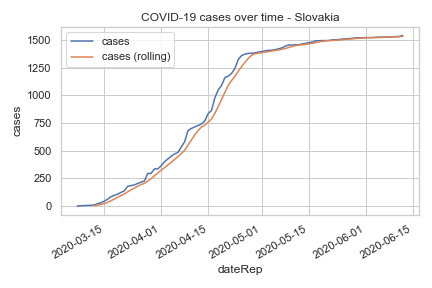 COVID-19 cases over time - Slovakia
cases
cases (rolling)
1500
1250
1000
750
500
250
0
cases
2020-03-15
2020-04-01
2020-04-15
2020-05-01
2020-05-15
2020-06-01
2020-06-15
dateRep